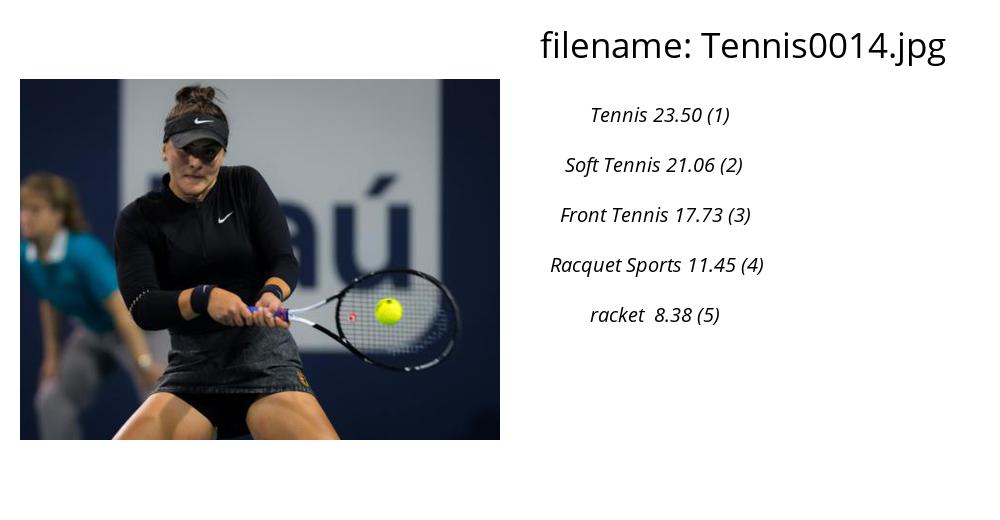 filename: Tennis0014.jpg
Tennis 23.50 (1)
Soft Tennis 21.06 (2)
Front Tennis 17.73 (3)
Racquet Sports 11.45 (4)
racket  8.38 (5)
aú